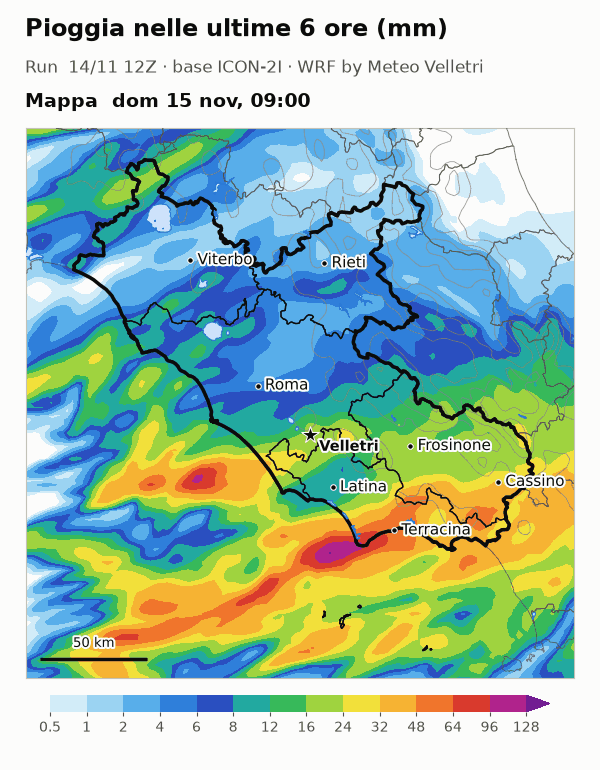 Pioggia nelle ultime 6 ore (mm)
Run 14/11 12Z · base ICON-2I · WRF by Meteo Velletri
Mappa dom 15 nov, 09:00
Viterbo
Rieti
Roma
Velletri
Frosinone
Cassino
Latina
Terracina
50 km
0.5 1 2 4 6 8 12 16 24 32 48 64 96 128